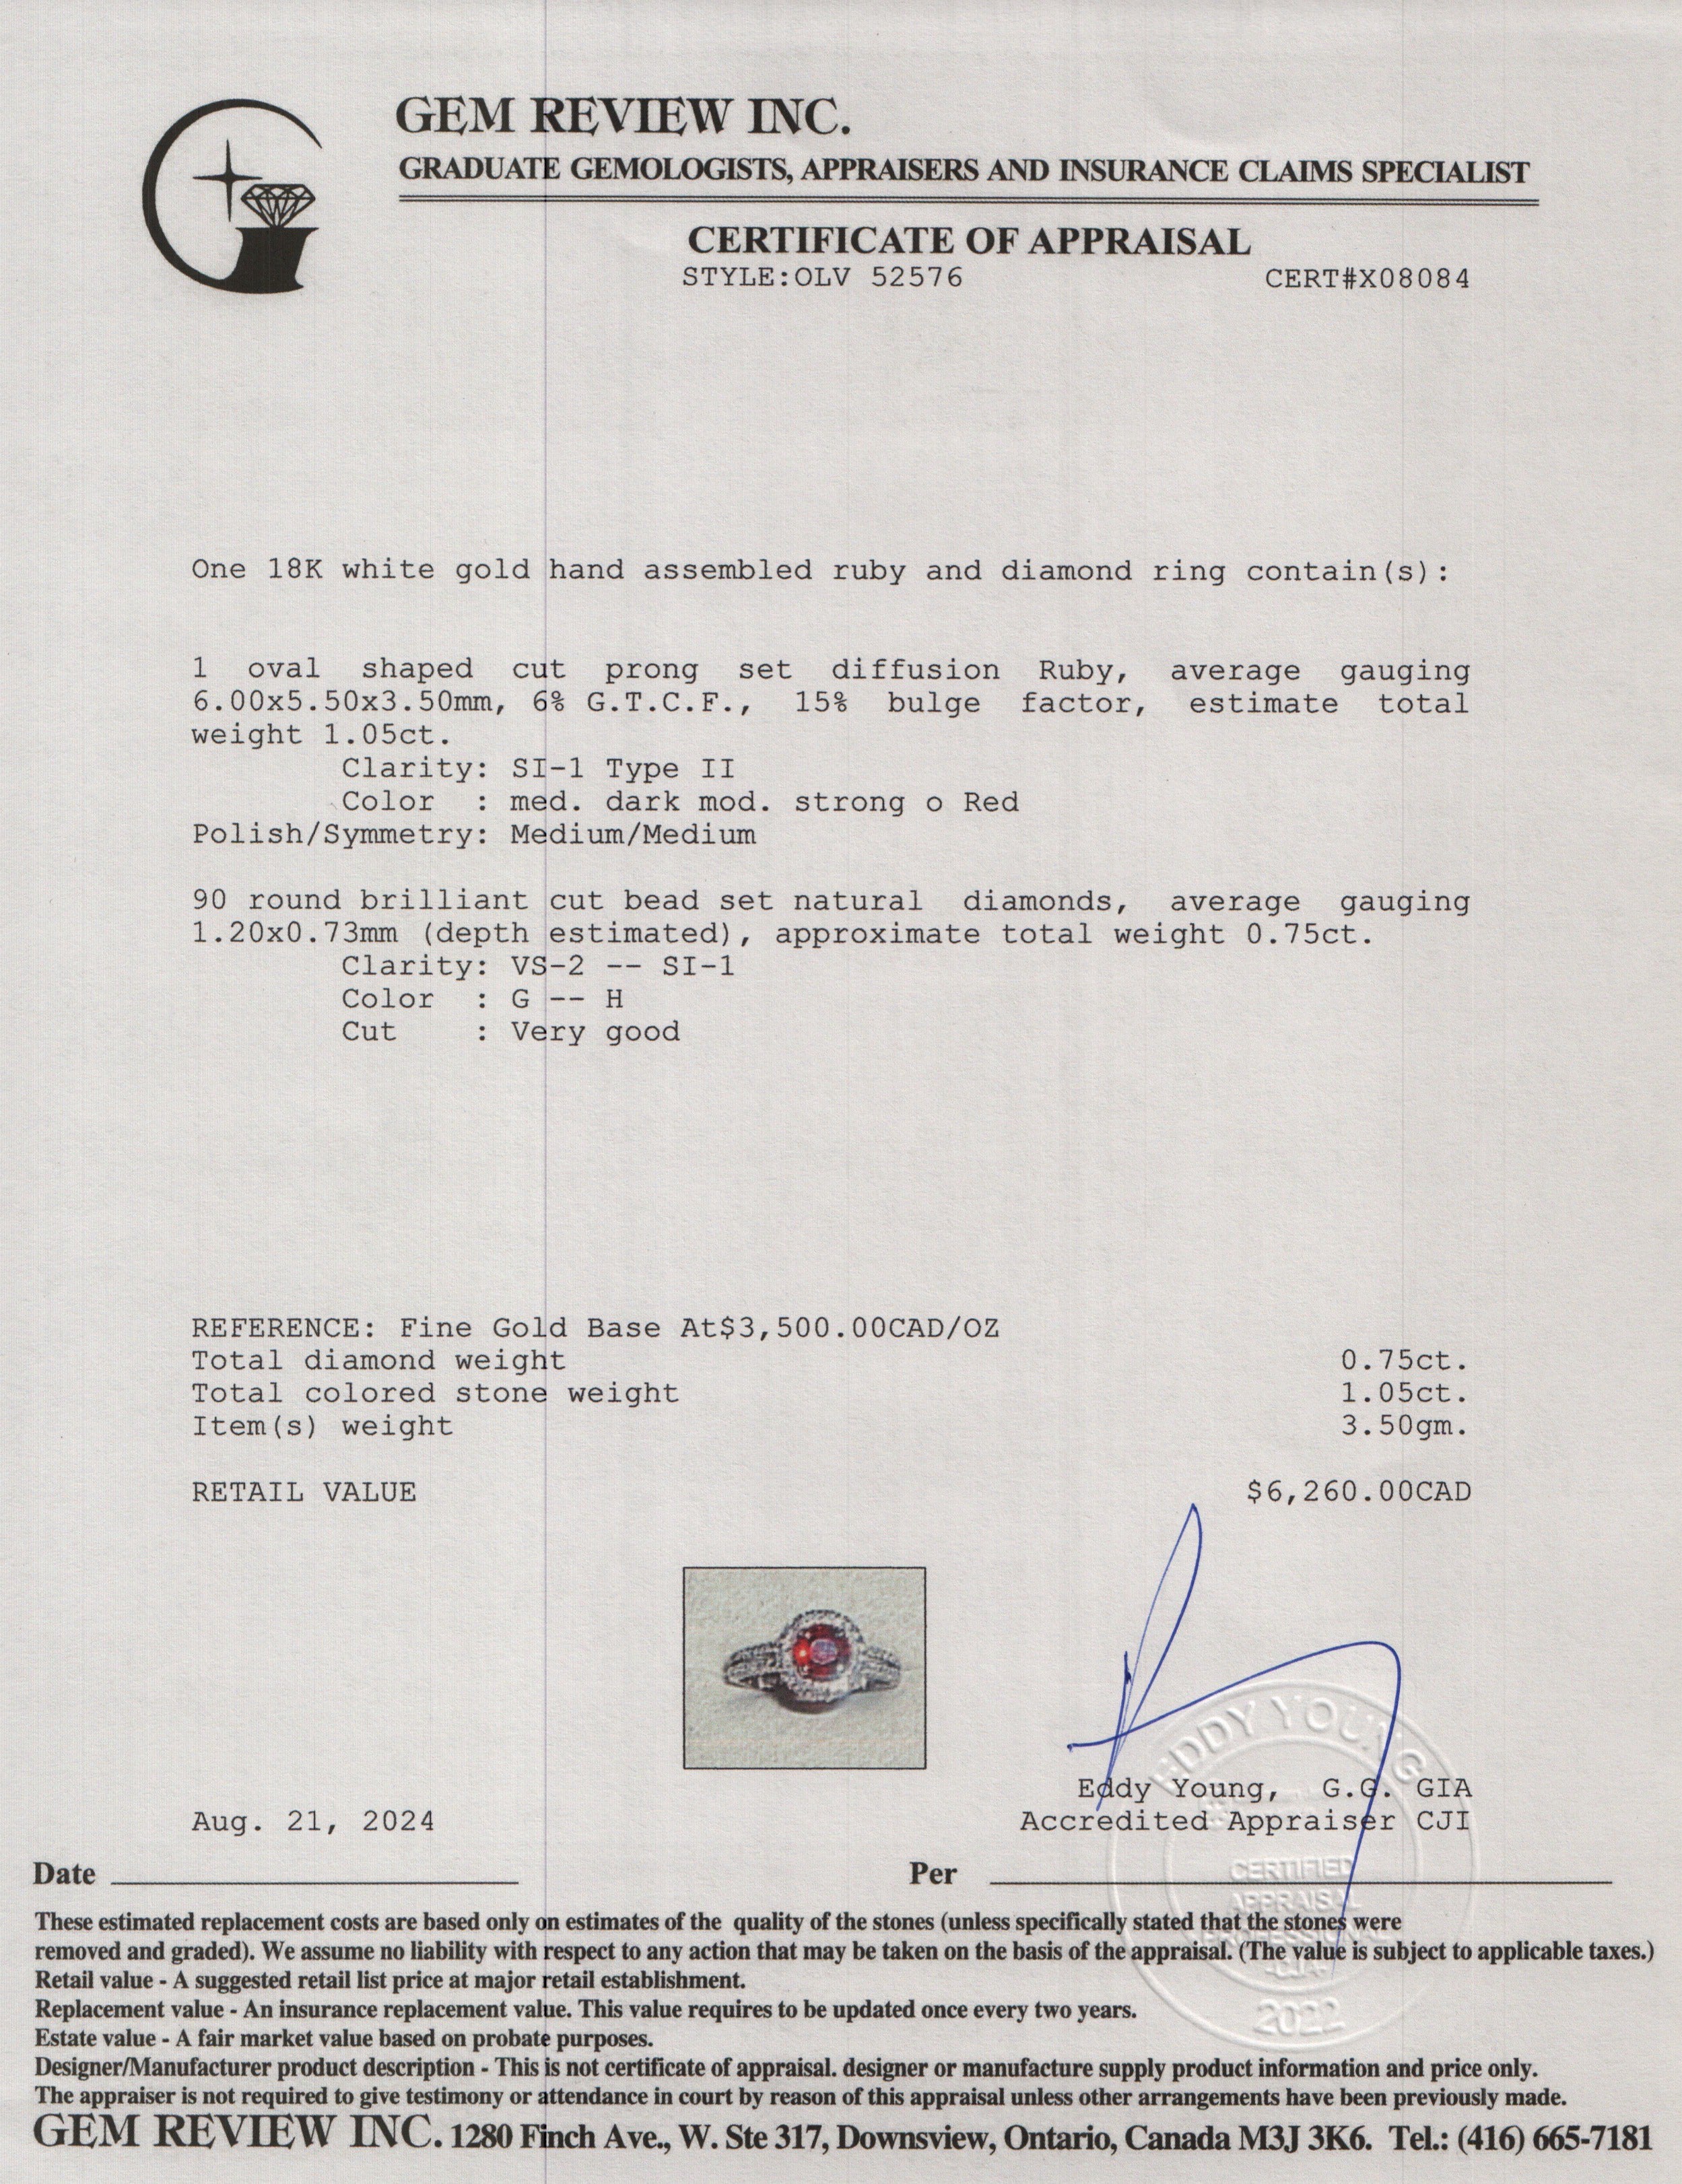 GEM REVIEW INC.
GRADUATE GEMOLOGISTS, APPRAISERS AND INSURANCE CLAIMS SPECIALIST
CERTIFICATE OF APPRAISAL
STYLE:OLV 52576 CERT#X08084
One 18K white gold hand assembled ruby and diamond ring contain(s):
1 oval shaped cut prong set diffusion Ruby, average gauging
6.00x5.50x3.50mm, 6% G.T.C.F., 15% bulge factor, estimate total
weight 1.05ct.
Clarity: SI-1 Type II
Color : med. dark mod. strong o Red
Polish/Symmetry: Medium/Medium
90 round brilliant cut bead set natural diamonds, average gauging
1.20x0.73mm (depth estimated), approximate total weight 0.75ct.
Clarity: VS-2 -- SI-1
Color : G -- H
Cut : Very good
REFERENCE: Fine Gold Base At$3,500.00CAD/OZ
Total diamond weight 0.75ct.
Total colored stone weight 1.05ct.
Item(s) weight 3.50gm.
RETAIL VALUE $6,260.00CAD
EDDY YOUNG
Eddy Young, G.G. GIA
Aug. 21, 2024 Accredited Appraiser CJI
Date Per
CERTIFIED
APPRAISAL
PROFESSIONAL
-CJA-
2022
These estimated replacement costs are based only on estimates of the quality of the stones (unless specifically stated that the stones were
removed and graded). We assume no liability with respect to any action that may be taken on the basis of the appraisal. (The value is subject to applicable taxes.)
Retail value - A suggested retail list price at major retail establishment.
Replacement value - An insurance replacement value. This value requires to be updated once every two years.
Estate value - A fair market value based on probate purposes.
Designer/Manufacturer product description - This is not certificate of appraisal. designer or manufacture supply product information and price only.
The appraiser is not required to give testimony or attendance in court by reason of this appraisal unless other arrangements have been previously made.
GEM REVIEW INC. 1280 Finch Ave., W. Ste 317, Downsview, Ontario, Canada M3J 3K6. Tel.: (416) 665-7181